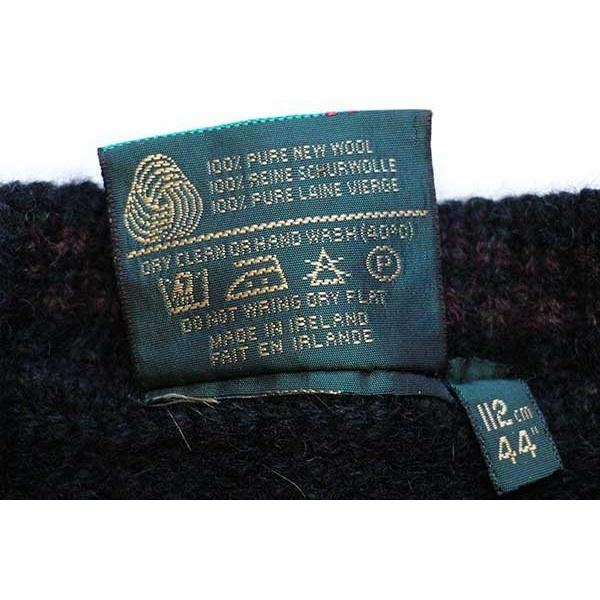 100% PURE NEW WOOL
100% REINE SCHURWOLLE
100% PURE LAINE VIERGE
DRY CLEAN OR HAND WASH (40°C)
P
DO NOT WRING DRY FLAT
MADE IN IRELAND
FAIT EN IRLANDE
112 cm
44"